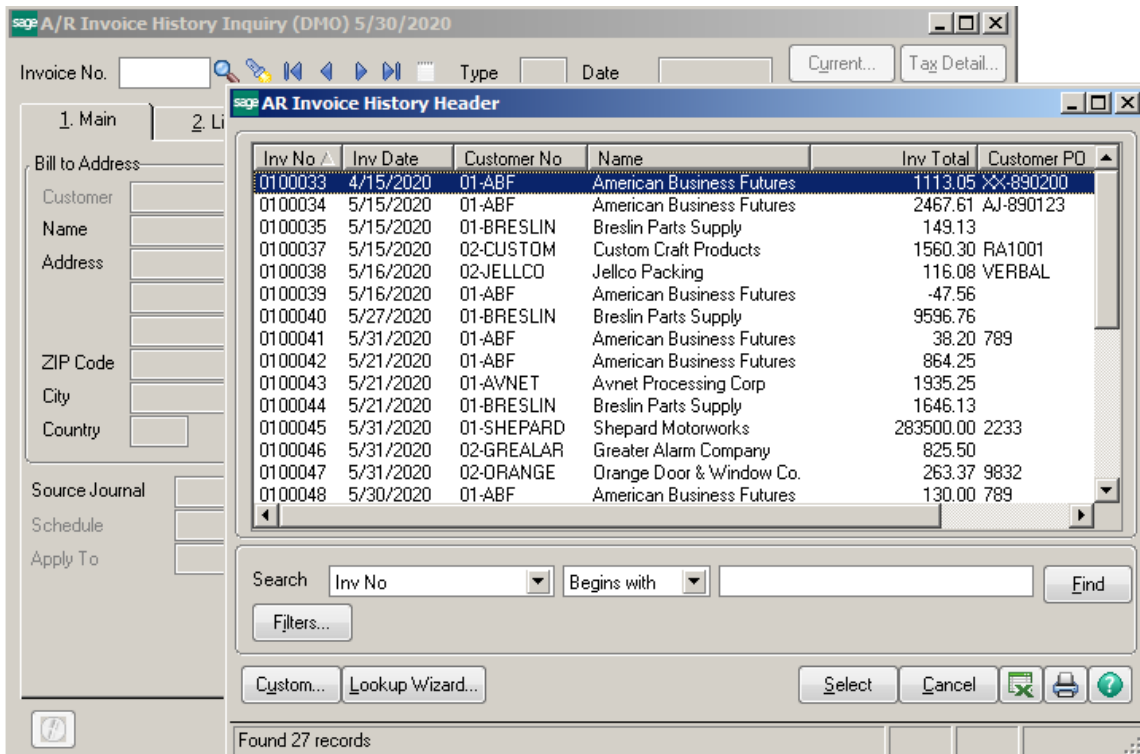 sage A/R Invoice History Inquiry (DMO) 5/30/2020
Invoice No. Type Date Current... Tax Detail...
1. Main 2. Li
Bill to Address
Customer
Name
Address
ZIP Code
City
Country
Source Journal
Schedule
Apply To
sage AR Invoice History Header
Inv No Inv Date Customer No Name Inv Total Customer PO
0100033 4/15/2020 01-ABF American Business Futures 1113.05 XX-890200
0100034 5/15/2020 01-ABF American Business Futures 2467.61 AJ-890123
0100035 5/15/2020 01-BRESLIN Breslin Parts Supply 149.13
0100037 5/15/2020 02-CUSTOM Custom Craft Products 1560.30 RA1001
0100038 5/16/2020 02-JELLCO Jellco Packing 116.08 VERBAL
0100039 5/16/2020 01-ABF American Business Futures -47.56
0100040 5/27/2020 01-BRESLIN Breslin Parts Supply 9596.76
0100041 5/31/2020 01-ABF American Business Futures 38.20 789
0100042 5/21/2020 01-ABF American Business Futures 864.25
0100043 5/21/2020 01-AVNET Avnet Processing Corp 1935.25
0100044 5/21/2020 01-BRESLIN Breslin Parts Supply 1646.13
0100045 5/31/2020 01-SHEPARD Shepard Motorworks 283500.00 2233
0100046 5/31/2020 02-GREALAR Greater Alarm Company 825.50
0100047 5/31/2020 02-ORANGE Orange Door & Window Co. 263.37 9832
0100048 5/30/2020 01-ABF American Business Futures 130.00 789
Search Inv No Begins with Find
Filters...
Custom... Lookup Wizard... Select Cancel
Found 27 records